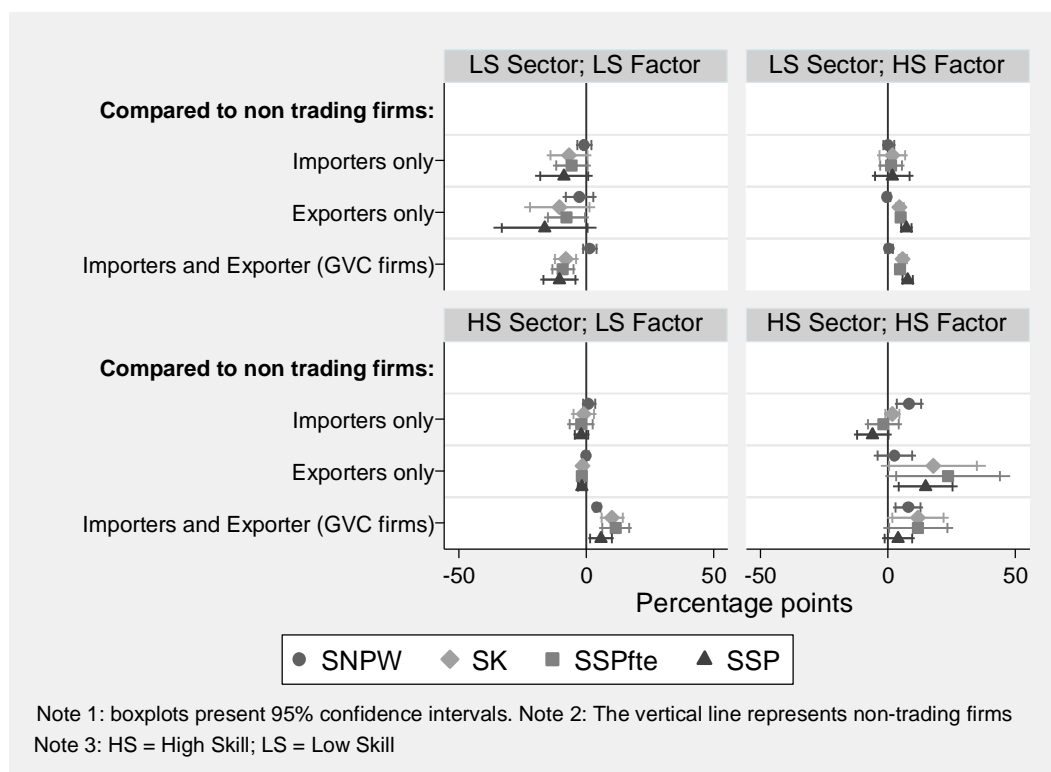 LS Sector; LS Factor
LS Sector; HS Factor
Compared to non trading firms:
Importers only
Exporters only
Importers and Exporter (GVC firms)
HS Sector; LS Factor
HS Sector; HS Factor
Compared to non trading firms:
Importers only
Exporters only
Importers and Exporter (GVC firms)
-50 0 50 -50 0 50
Percentage points
SNPW SK SSPfte SSP
Note 1: boxplots present 95% confidence intervals. Note 2: The vertical line represents non-trading firms
Note 3: HS = High Skill; LS = Low Skill